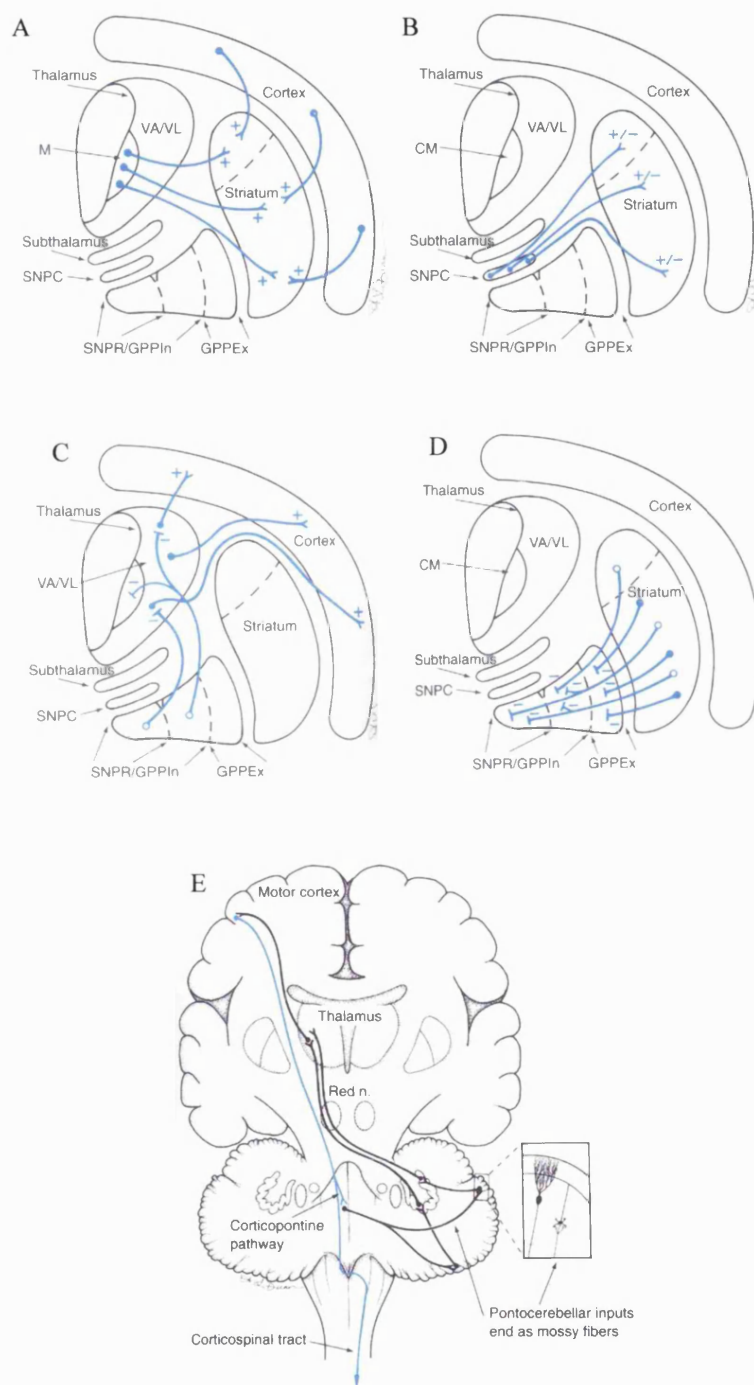 A
Thalamus
VA/VL
Cortex
M
Striatum
Subthalamus
SNPC
SNPR/GPPIn
GPPEx
+
+
+
+
+
+
B
Thalamus
VA/VL
Cortex
CM
+/−
+/−
Striatum
Subthalamus
SNPC
+/−
SNPR/GPPIn
GPPEx
C
+
Thalamus
+
Cortex
VA/VL
−
−
−
Striatum
+
Subthalamus
SNPC
SNPR/GPPIn
GPPEx
D
Thalamus
Cortex
VA/VL
CM
Striatum
Subthalamus
SNPC
−
−
−
−
−
−
SNPR/GPPIn
GPPEx
E
Motor cortex
Thalamus
Red n.
Corticopontine
pathway
Pontocerebellar inputs
end as mossy fibers
Corticospinal tract